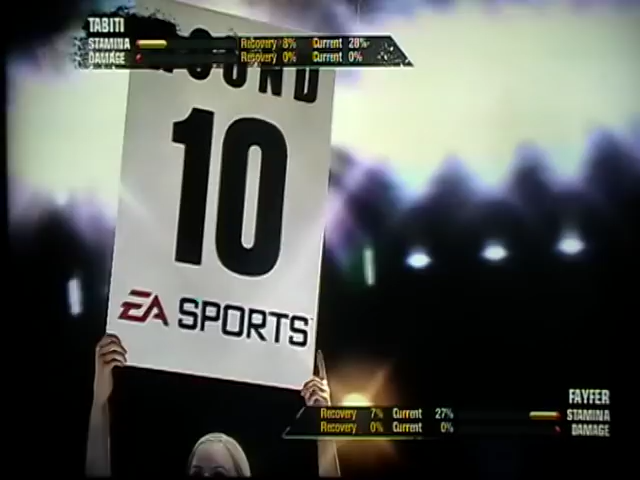 TABITI
STAMINA Recovery 8% Current 28%
DAMAGE Recovery 0% Current 0%
ROUND
10
EA SPORTS
FAYFER
Recovery 7% Current 27% STAMINA
Recovery 0% Current 0% DAMAGE